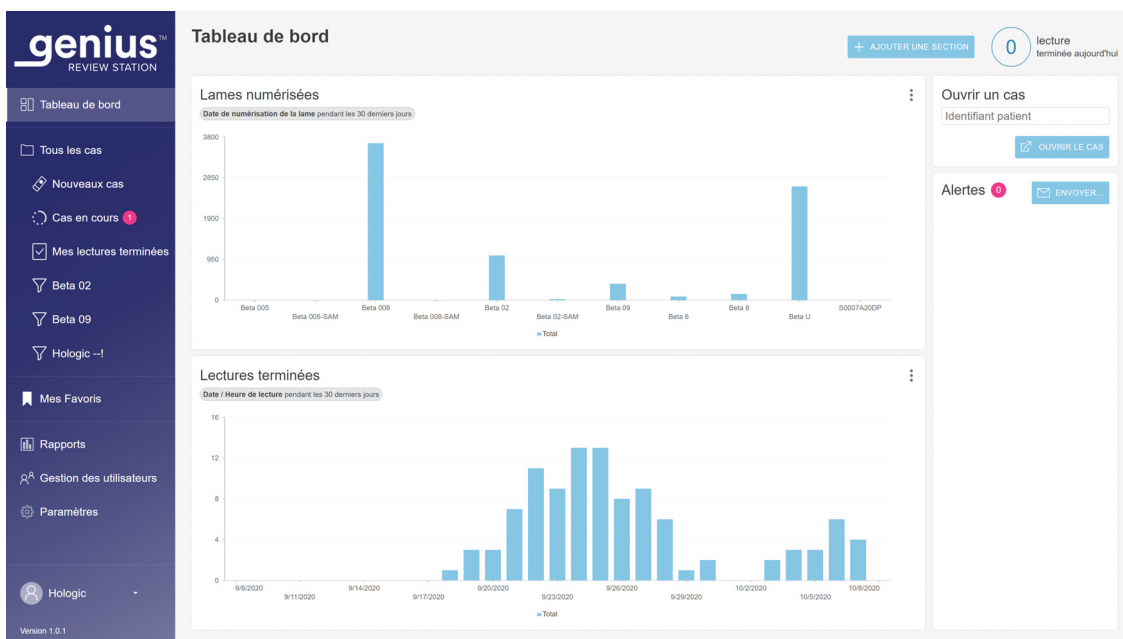 genius™
REVIEW STATION
Tableau de bord
Tous les cas
Nouveaux cas
Cas en cours 1
Mes lectures terminées
Beta 02
Beta 09
Hologic --!
Mes Favoris
Rapports
Gestion des utilisateurs
Paramètres
Hologic
Version 1.0.1
Tableau de bord
+ AJOUTER UNE SECTION
0 lecture
terminée aujourd'hui
Lames numérisées
Date de numérisation de la lame pendant les 30 derniers jours
3800
2850
1900
950
0
Beta 005
Beta 005-SAM
Beta 008
Beta 008-SAM
Beta 02
Beta 02-SAM
Beta 09
Beta 6
Beta 8
Beta U
S0007A20DP
Total
Lectures terminées
Date / Heure de lecture pendant les 30 derniers jours
16
12
8
4
0
9/8/2020
9/11/2020
9/14/2020
9/17/2020
9/20/2020
9/23/2020
9/26/2020
9/29/2020
10/2/2020
10/5/2020
10/8/2020
Total
Ouvrir un cas
Identifiant patient
OUVRIR LE CAS
Alertes 0
ENVOYER...